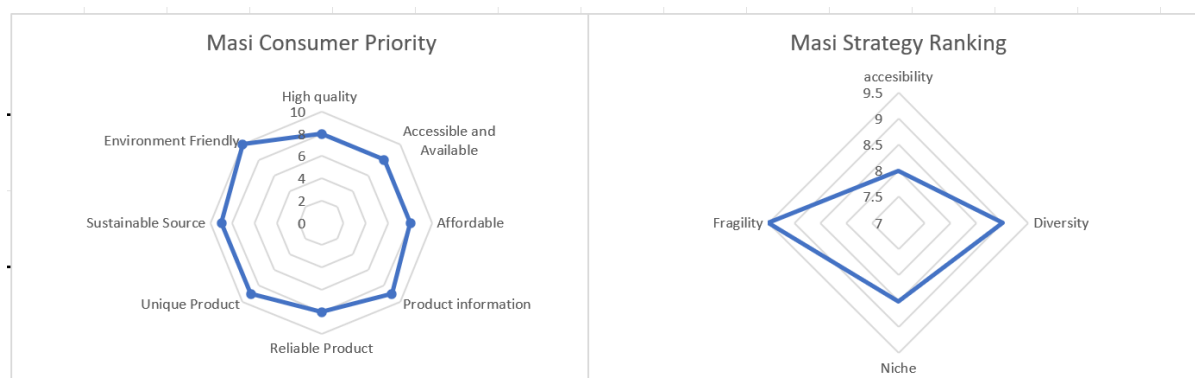 Masi Consumer Priority
High quality
10
8
6
4
2
0
Accessible and
Available
Affordable
Product information
Reliable Product
Unique Product
Sustainable Source
Environment Friendly
Masi Strategy Ranking
accesibility
9.5
9
8.5
8
7.5
7
Diversity
Niche
Fragility